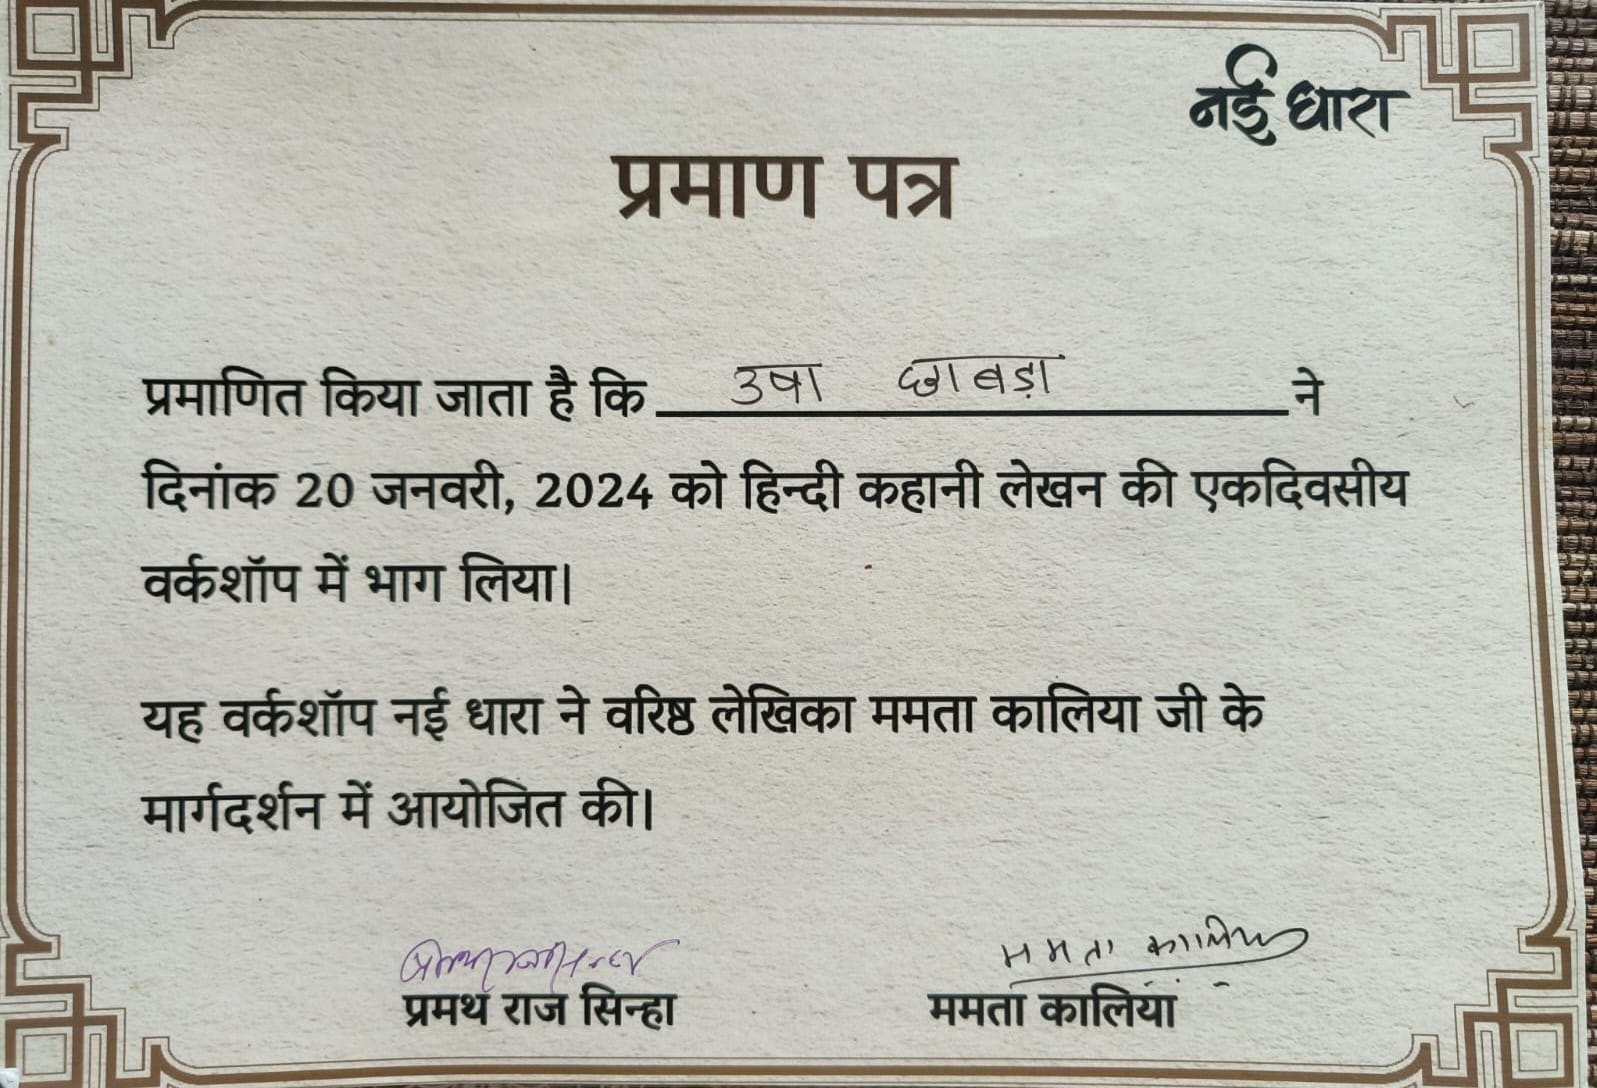 नई धारा
प्रमाण पत्र
प्रमाणित किया जाता है कि उषा छाबड़ा ने
दिनांक 20 जनवरी, 2024 को हिन्दी कहानी लेखन की एकदिवसीय
वर्कशॉप में भाग लिया।
यह वर्कशॉप नई धारा ने वरिष्ठ लेखिका ममता कालिया जी के
मार्गदर्शन में आयोजित की।
ममता कालिया
प्रमथ राज सिन्हा ममता कालिया